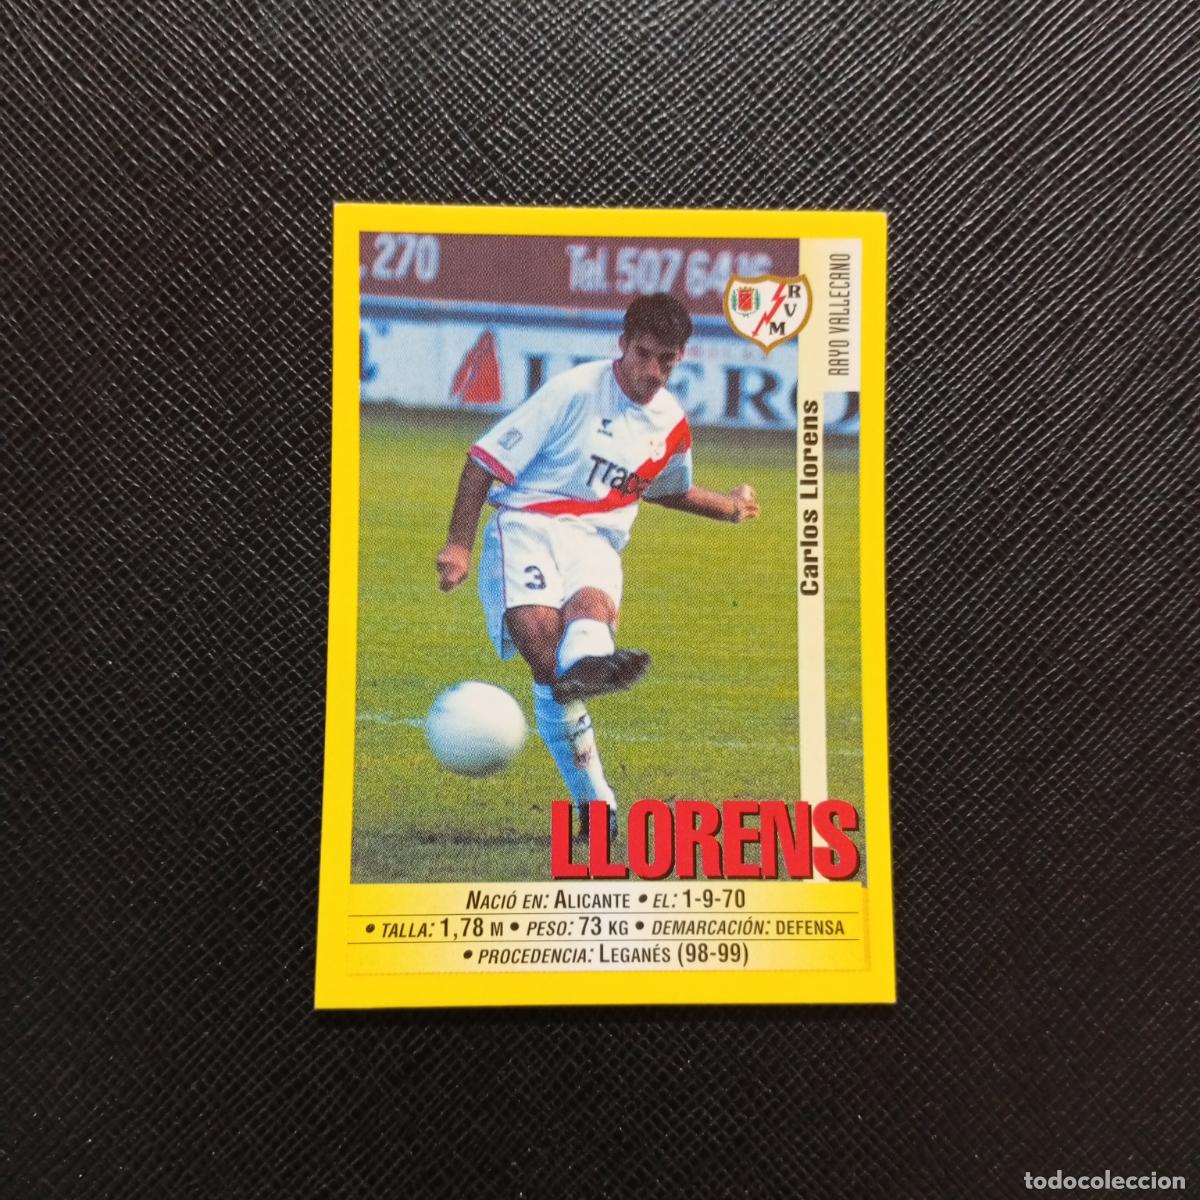 270
Tel. 507 64
RVM
RAYO VALLECANO
Carlos Llorens
3
LLORENS
NACIÓ EN: ALICANTE • EL: 1-9-70
• TALLA: 1,78 M • PESO: 73 KG • DEMARCACIÓN: DEFENSA
• PROCEDENCIA: LEGANÉS (98-99)
todocoleccion